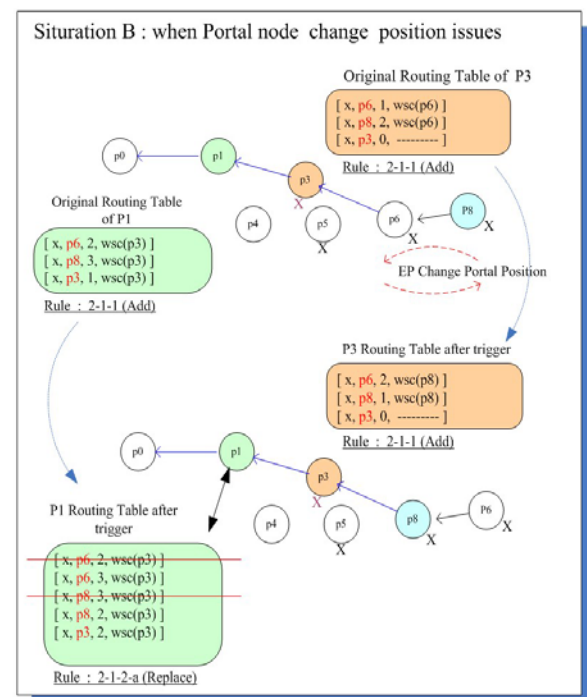 Situration B : when Portal node change position issues
Original Routing Table of P3
[ x, p6, 1, wsc(p6) ]
[ x, p8, 2, wsc(p6) ]
[ x, p3, 0, --------- ]
Rule : 2-1-1 (Add)
p0
p1
p3
X
p4
p5
X
p6
X
P8
X
Original Routing Table
of P1
[ x, p6, 2, wsc(p3) ]
[ x, p8, 3, wsc(p3) ]
[ x, p3, 1, wsc(p3) ]
Rule : 2-1-1 (Add)
EP Change Portal Position
P3 Routing Table after trigger
[ x, p6, 2, wsc(p8) ]
[ x, p8, 1, wsc(p8) ]
[ x, p3, 0, --------- ]
Rule : 2-1-1 (Add)
p0
p1
p3
X
p4
p5
X
p8
X
P6
X
P1 Routing Table after
trigger
[ x, p6, 2, wsc(p3) ]
[ x, p6, 3, wsc(p3) ]
[ x, p8, 3, wsc(p3) ]
[ x, p8, 2, wsc(p3) ]
[ x, p3, 2, wsc(p3) ]
Rule : 2-1-2-a (Replace)